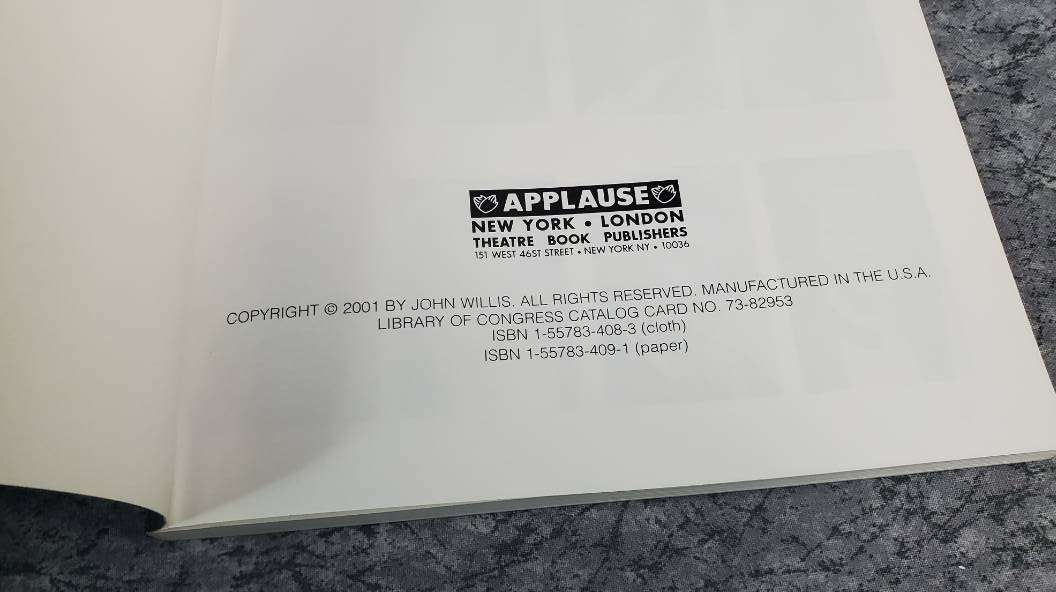 APPLAUSE
NEW YORK • LONDON
THEATRE BOOK PUBLISHERS
151 WEST 46ST STREET • NEW YORK NY • 10036
COPYRIGHT © 2001 BY JOHN WILLIS. ALL RIGHTS RESERVED. MANUFACTURED IN THE U.S.A.
LIBRARY OF CONGRESS CATALOG CARD NO. 73-82953
ISBN 1-55783-408-3 (cloth)
ISBN 1-55783-409-1 (paper)